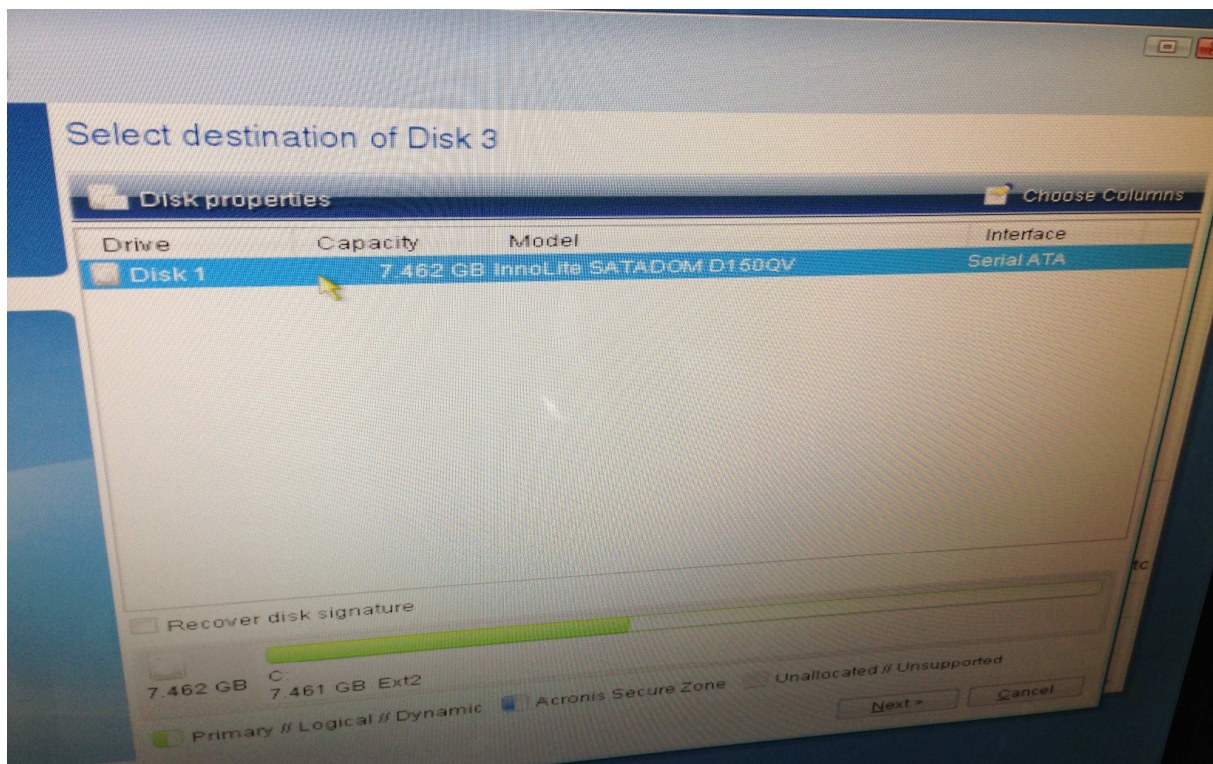 Select destination of Disk 3
Disk properties
Choose Columns
Drive Capacity Model Interface
Disk 1 7.462 GB InnoLite SATADOM D150QV Serial ATA
tc
Recover disk signature
7.462 GB
C:
7.461 GB Ext2
Primary // Logical // Dynamic Acronis Secure Zone Unallocated // Unsupported
Next > Cancel